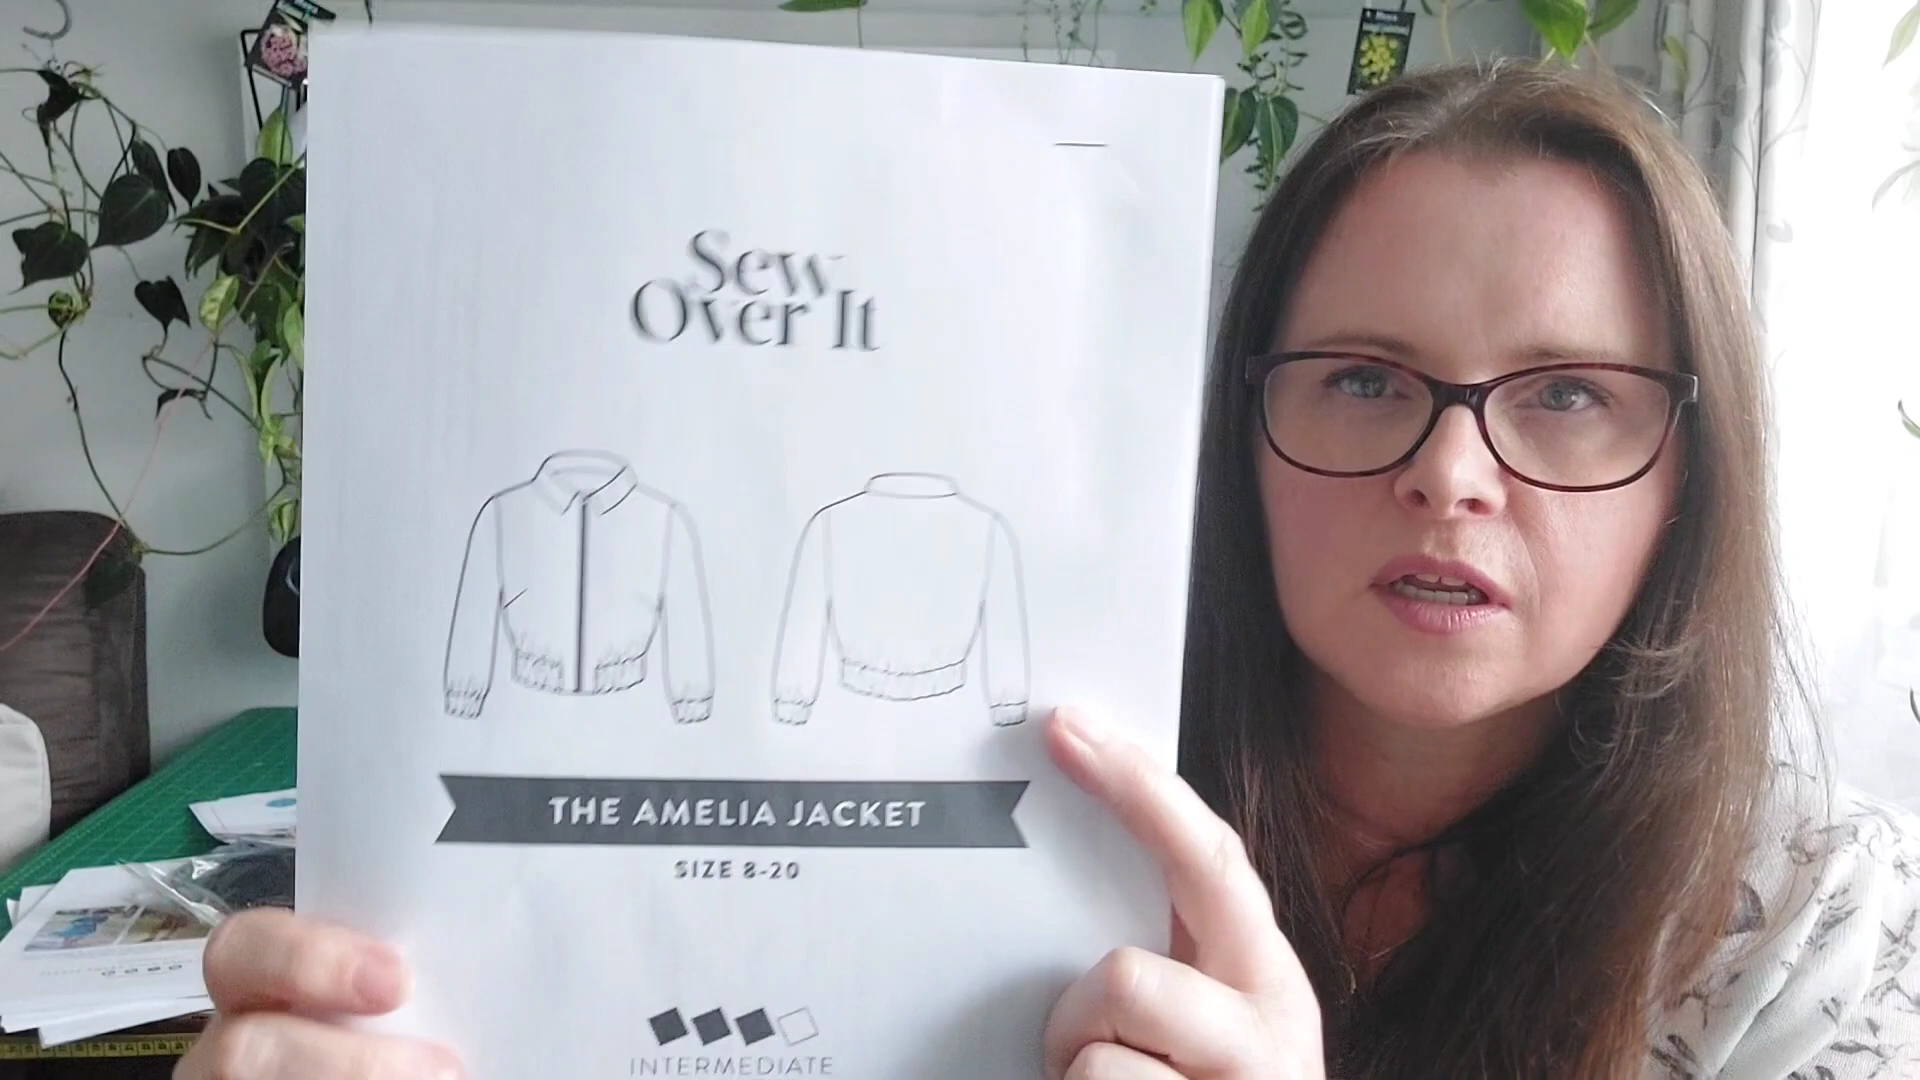 Sew
Over It
THE AMELIA JACKET
SIZE 8-20
INTERMEDIATE